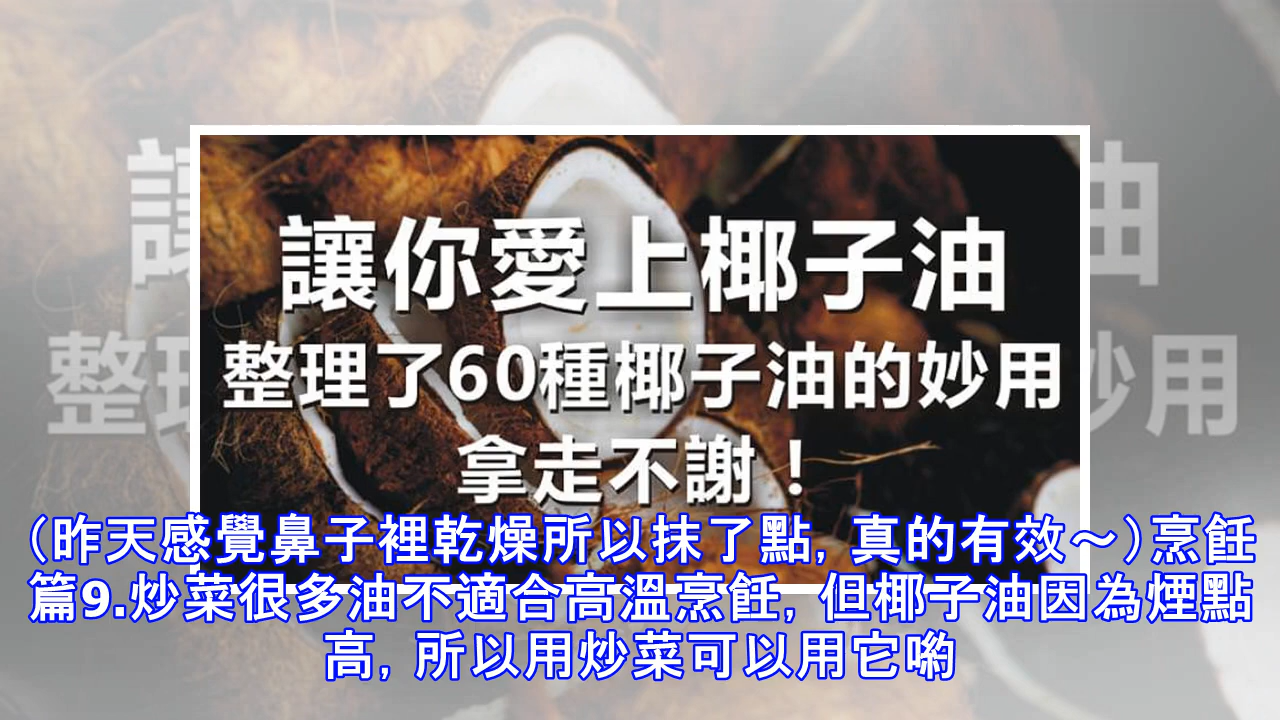 讓你愛上椰子油
整理了60種椰子油的妙用
拿走不謝！
(昨天感覺鼻子裡乾燥所以抹了點, 真的有效～) 烹飪
篇9.炒菜很多油不適合高溫烹飪, 但椰子油因為煙點
高, 所以用炒菜可以用它喲